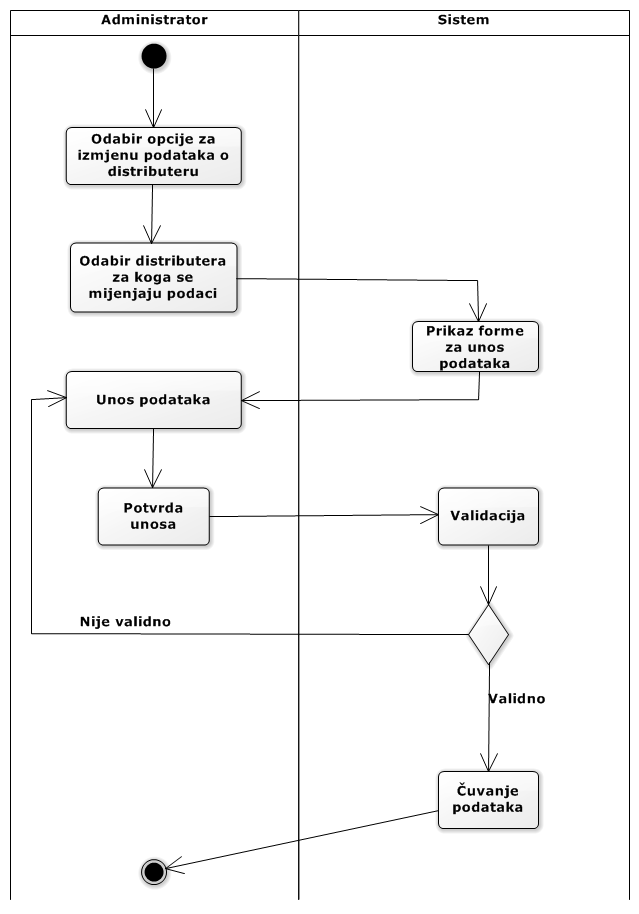 Administrator
Sistem
Odabir opcije za
izmjenu podataka o
distributeru
Odabir distributera
za koga se
mijenjaju podaci
Prikaz forme
za unos
podataka
Unos podataka
Potvrda
unosa
Validacija
Nije validno
Validno
Čuvanje
podataka